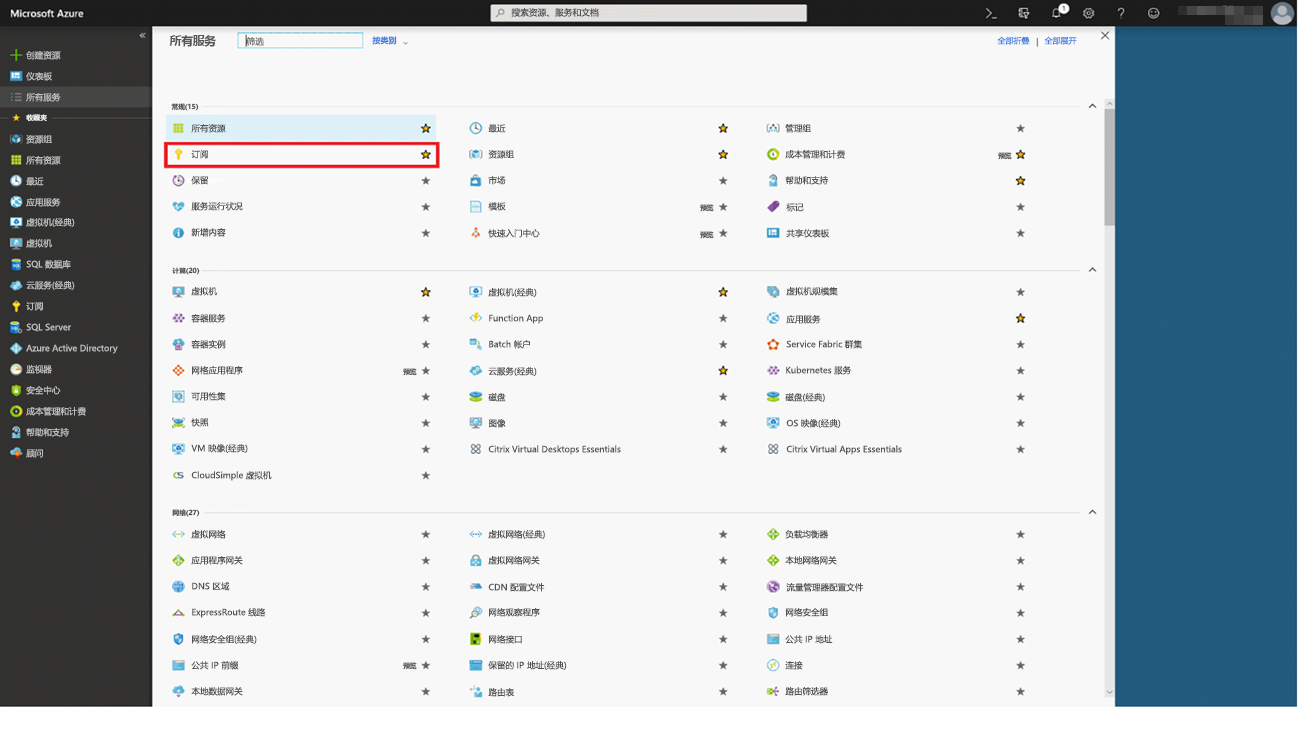 Microsoft Azure
搜索资源、服务和文档
1
创建资源
仪表板
所有服务
收藏夹
资源组
所有资源
最近
应用服务
虚拟机(经典)
虚拟机
SQL 数据库
云服务(经典)
订阅
SQL Server
Azure Active Directory
监视器
安全中心
成本管理和计费
帮助和支持
顾问
所有服务 筛选 按类别
全部折叠 | 全部展开
常规(15)
所有资源 最近 管理组
订阅 资源组 成本管理和计费 预览
保留 市场 帮助和支持
服务运行状况 模板 预览 标记
新增内容 快速入门中心 预览 共享仪表板
计算(20)
虚拟机 虚拟机(经典) 虚拟机规模集
容器服务 Function App 应用服务
容器实例 Batch 帐户 Service Fabric 群集
网格应用程序 预览 云服务(经典) Kubernetes 服务
可用性集 磁盘 磁盘(经典)
快照 图像 OS 映像(经典)
VM 映像(经典) Citrix Virtual Desktops Essentials Citrix Virtual Apps Essentials
CloudSimple 虚拟机
网络(27)
虚拟网络 虚拟网络(经典) 负载均衡器
应用程序网关 虚拟网络网关 本地网络网关
DNS 区域 CDN 配置文件 流量管理器配置文件
ExpressRoute 线路 网络观察程序 网络安全组
网络安全组(经典) 网络接口 公共 IP 地址
公共 IP 前缀 预览 保留的 IP 地址(经典) 连接
本地数据网关 路由表 路由筛选器